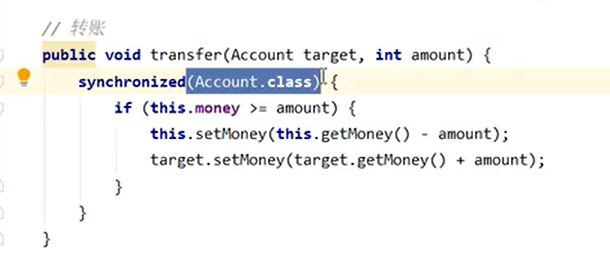 // 转账
public void transfer(Account target, int amount) {
synchronized(Account.class) {
if (this.money >= amount) {
this.setMoney(this.getMoney() - amount);
target.setMoney(target.getMoney() + amount);
}
}
}